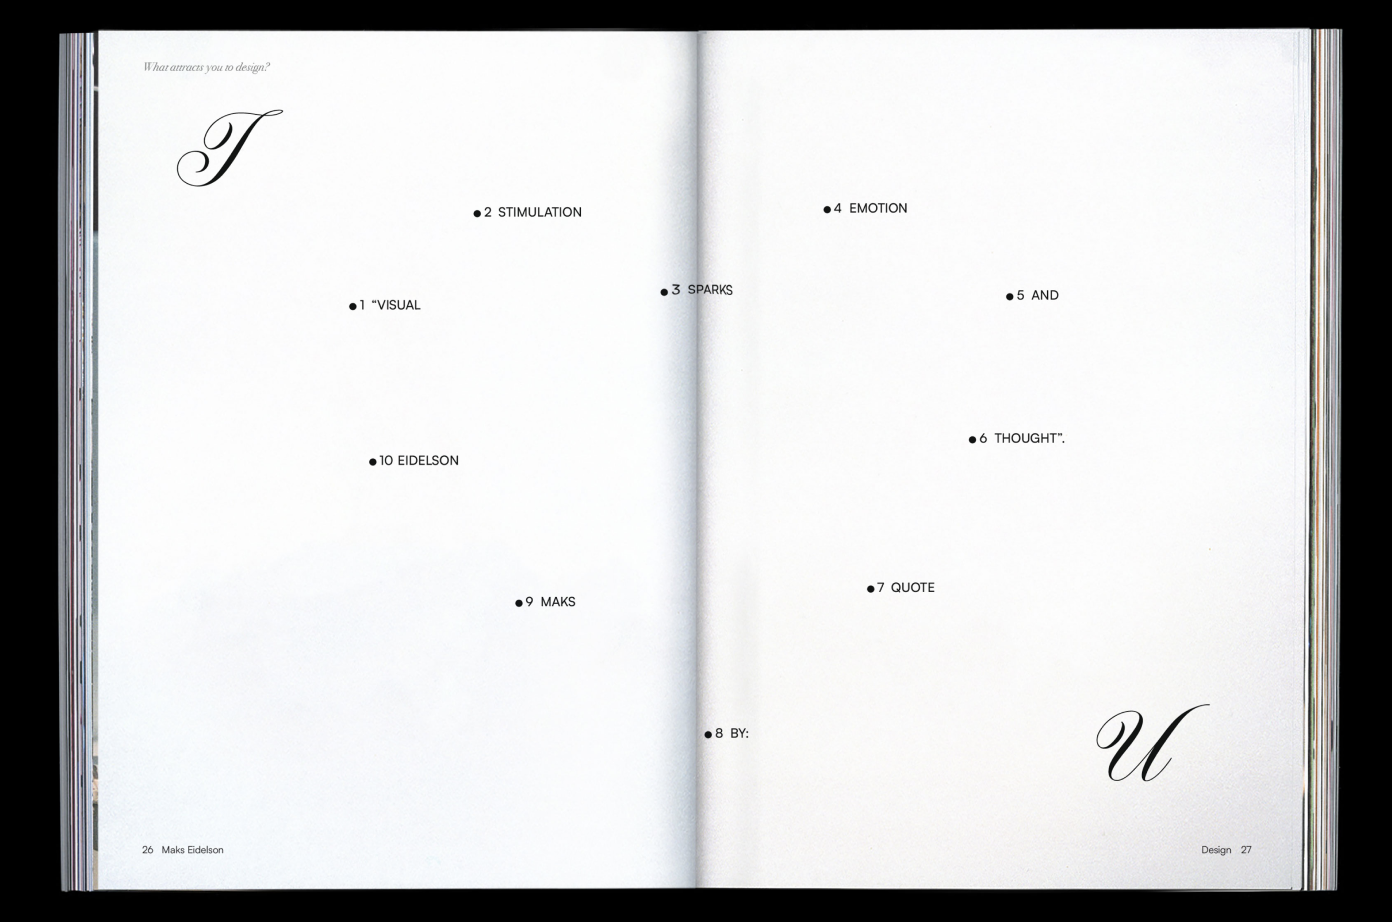 What attracts you to design?
I
2 STIMULATION
4 EMOTION
3 SPARKS
5 AND
1 “VISUAL
6 THOUGHT”.
10 EIDELSON
7 QUOTE
9 MAKS
8 BY:
U
26 Maks Eidelson
Design 27